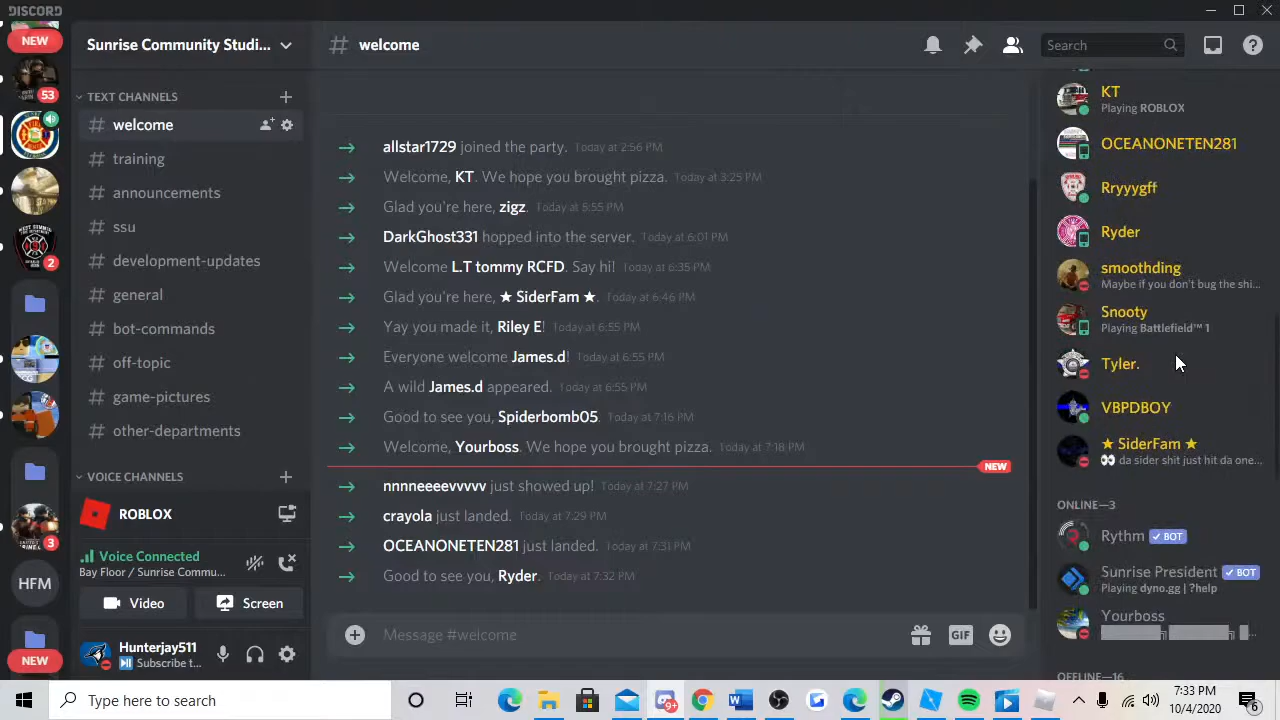 DISCORD
NEW
53
2
3
HFM
NEW
Sunrise Community Studi...
TEXT CHANNELS
# welcome
# training
# announcements
# ssu
# development-updates
# general
# bot-commands
# off-topic
# game-pictures
# other-departments
VOICE CHANNELS
ROBLOX
Voice Connected
Bay Floor / Sunrise Commu...
Video
Screen
Hunterjay511
Subscribe t...
# welcome
Search
allstar1729 joined the party. Today at 2:56 PM
Welcome, KT. We hope you brought pizza. Today at 3:25 PM
Glad you're here, zigz. Today at 5:55 PM
DarkGhost331 hopped into the server. Today at 6:01 PM
Welcome L.T tommy RCFD. Say hi! Today at 6:35 PM
Glad you're here, ★ SiderFam ★. Today at 6:46 PM
Yay you made it, Riley E! Today at 6:55 PM
Everyone welcome James.d! Today at 6:55 PM
A wild James.d appeared. Today at 6:55 PM
Good to see you, Spiderbomb05. Today at 7:16 PM
Welcome, Yourboss. We hope you brought pizza. Today at 7:18 PM
NEW
nnnneeeevvvvv just showed up! Today at 7:27 PM
crayola just landed. Today at 7:29 PM
OCEANONETEN281 just landed. Today at 7:31 PM
Good to see you, Ryder. Today at 7:32 PM
Message #welcome
GIF
KT
Playing ROBLOX
OCEANONETEN281
Rryyygff
Ryder
smoothding
Maybe if you don't bug the shi...
Snooty
Playing Battlefield™ 1
Tyler.
VBPDBOY
★ SiderFam ★
👀 da sider shit just hit da one...
ONLINE—3
Rythm ✓ BOT
Sunrise President ✓ BOT
Playing dyno.gg | ?help
Yourboss
OFFLINE—16
Type here to search
9+
7:33 PM
10/4/2020
6